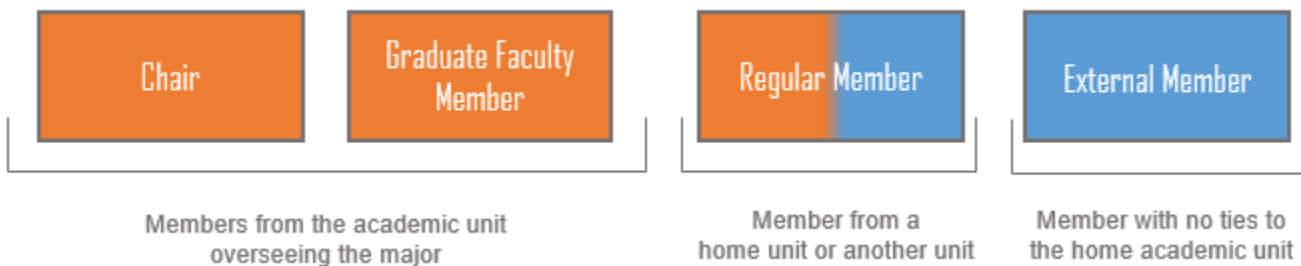 Chair
Graduate Faculty
Member
Regular Member
External Member
Members from the academic unit
overseeing the major
Member from a
home unit or another unit
Member with no ties to
the home academic unit